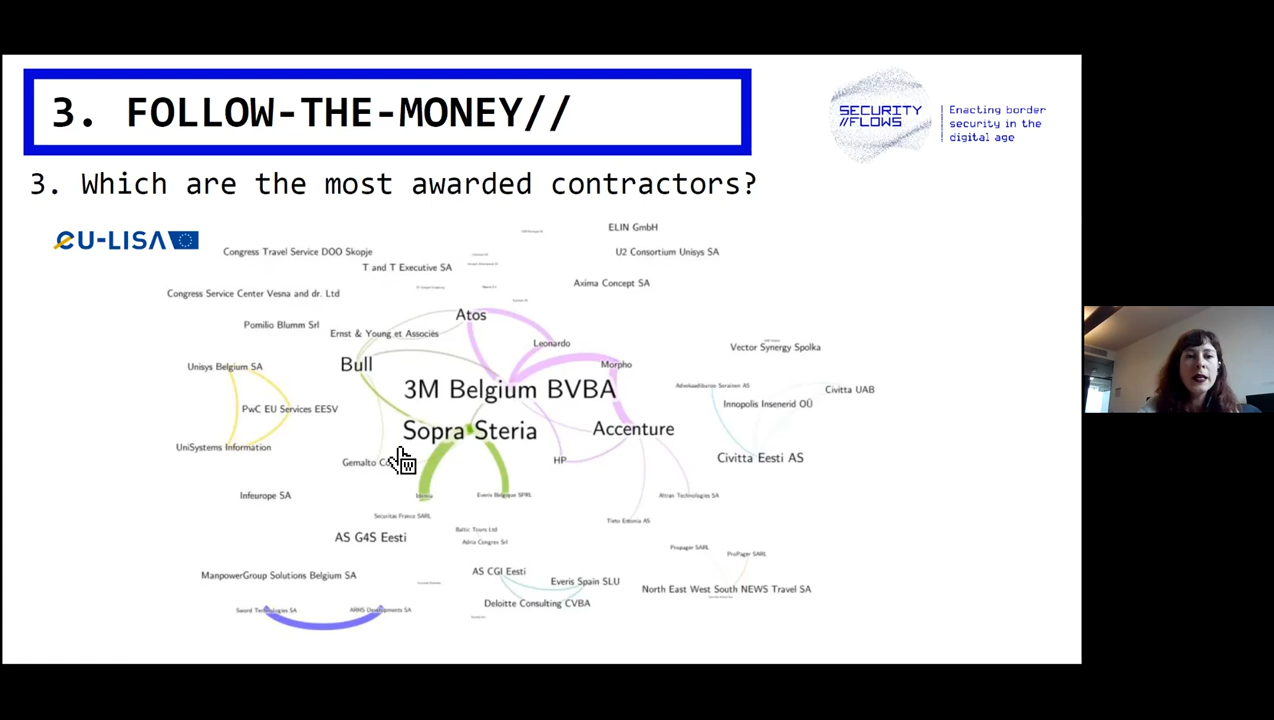 3. FOLLOW-THE-MONEY//
SECURITY
//FLOWS
Enacting border
security in the
digital age
3. Which are the most awarded contractors?
eu-LISA
ELIN GmbH
Congress Travel Service DOO Skopje
U2 Consortium Unisys SA
T and T Executive SA
Axima Concept SA
Congress Service Center Vesna and dr. Ltd
Atos
Pomilio Blumm Srl
Ernst & Young et Associés
Leonardo
Vector Synergy Spolka
Unisys Belgium SA
Bull
Morpho
3M Belgium BVBA
Advokaadibüroo Sorainen AS
Civitta UAB
Innopolis Insenerid OÜ
PwC EU Services EESV
Sopra Steria
Accenture
UniSystems Information
Gemalto
HP
Civitta Eesti AS
Infeurope SA
Idemia
Everis Belgique SPRL
Altran Technologies SA
Securitas France SARL
Tieto Estonia AS
Baltic Tours Ltd
AS G4S Eesti
Adria Congrex Srl
Propager SARL
ProPager SARL
ManpowerGroup Solutions Belgium SA
AS CGI Eesti
Everis Spain SLU
North East West South NEWS Travel SA
Deloitte Consulting CVBA
Sword Technologies SA
ARHS Developments SA